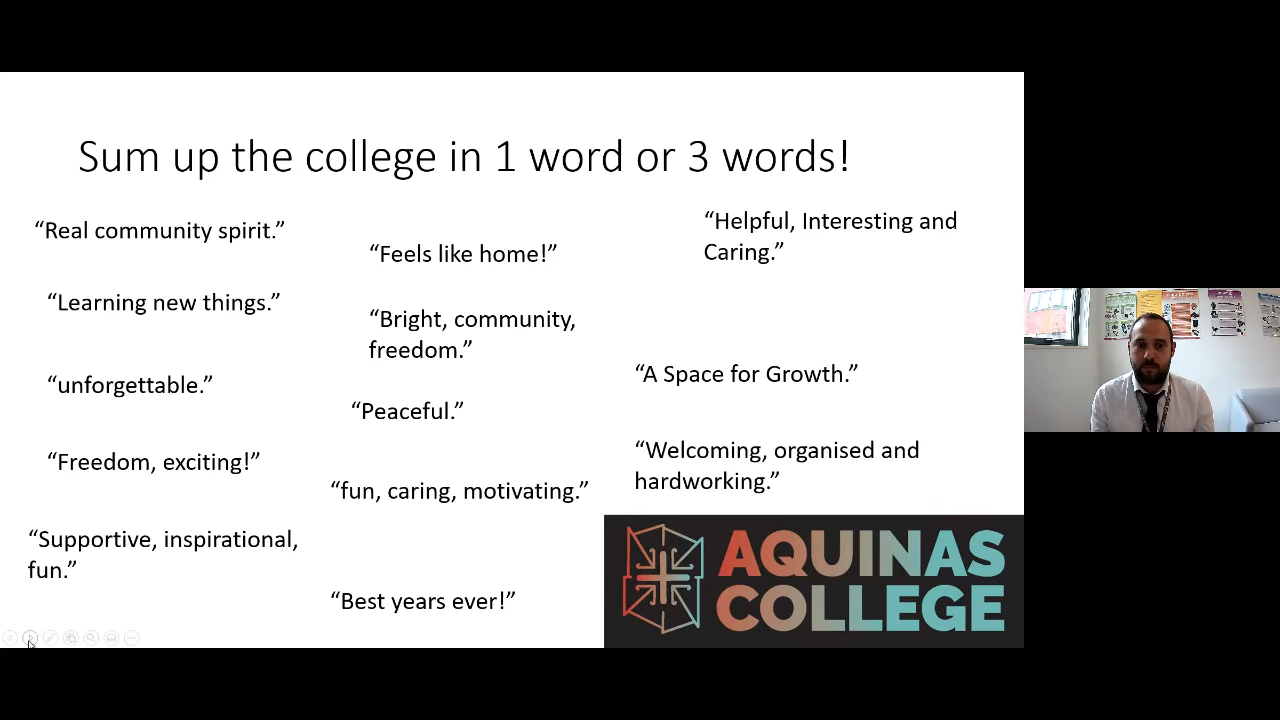 Sum up the college in 1 word or 3 words!
“Real community spirit.”
“Learning new things.”
“unforgettable.”
“Freedom, exciting!”
“Supportive, inspirational,
fun.”
“Feels like home!”
“Bright, community,
freedom.”
“Peaceful.”
“fun, caring, motivating.”
“Best years ever!”
“Helpful, Interesting and
Caring.”
“A Space for Growth.”
“Welcoming, organised and
hardworking.”
AQUINAS
COLLEGE